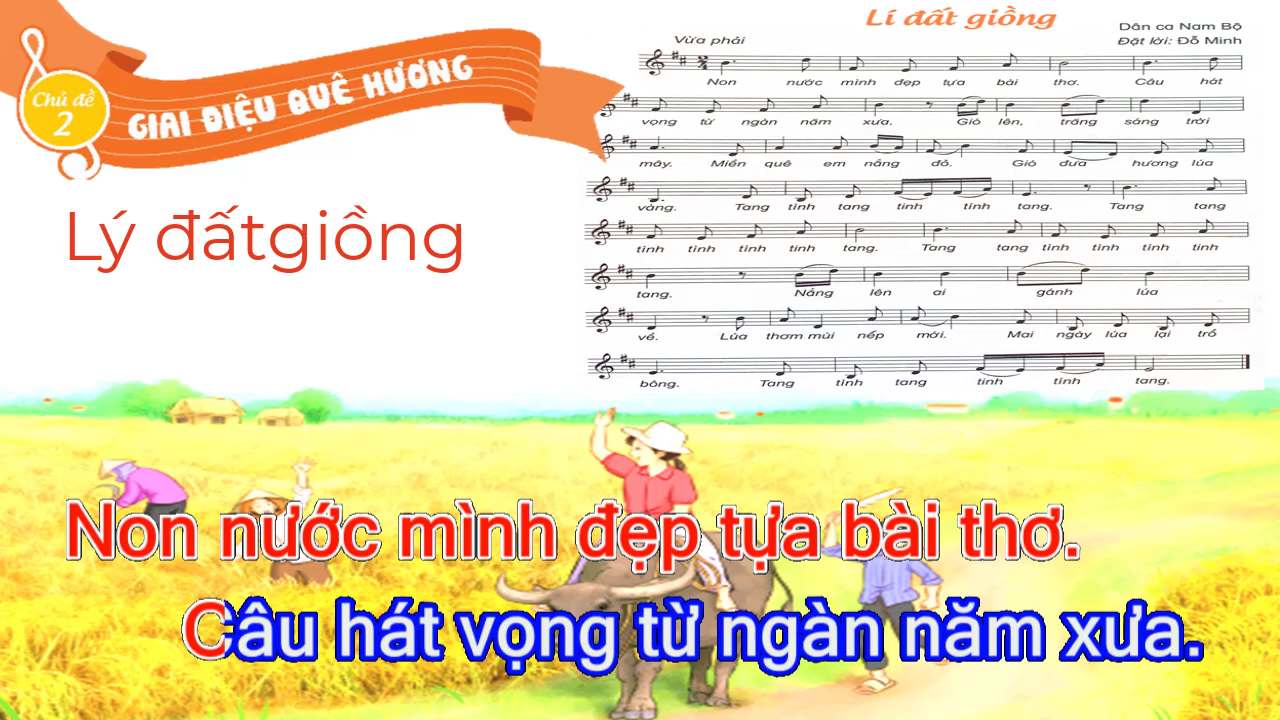 Chủ đề
2
GIAI ĐIỆU QUÊ HƯƠNG
Lý đấtgiồng
Lí đất giồng
Dân ca Nam Bộ
Vừa phải
Đặt lời: Đỗ Minh
Non nước mình đẹp tựa bài thơ. Câu hát
vọng từ ngàn năm xưa. Gió lên, trăng sáng trời
mây. Miền quê em nắng đỏ. Gió đưa hương lúa
vàng. Tang tình tang tính tình tang. Tang tang
tình tình tình tình tang. Tang tang tình tình tình tình
tang. Nắng lên ai gánh lúa
về. Lúa thơm mùi nếp mới. Mai ngày lúa lại trổ
bông. Tang tình tang tính tình tang.
Non nước mình đẹp tựa bài thơ.
Câu hát vọng từ ngàn năm xưa.